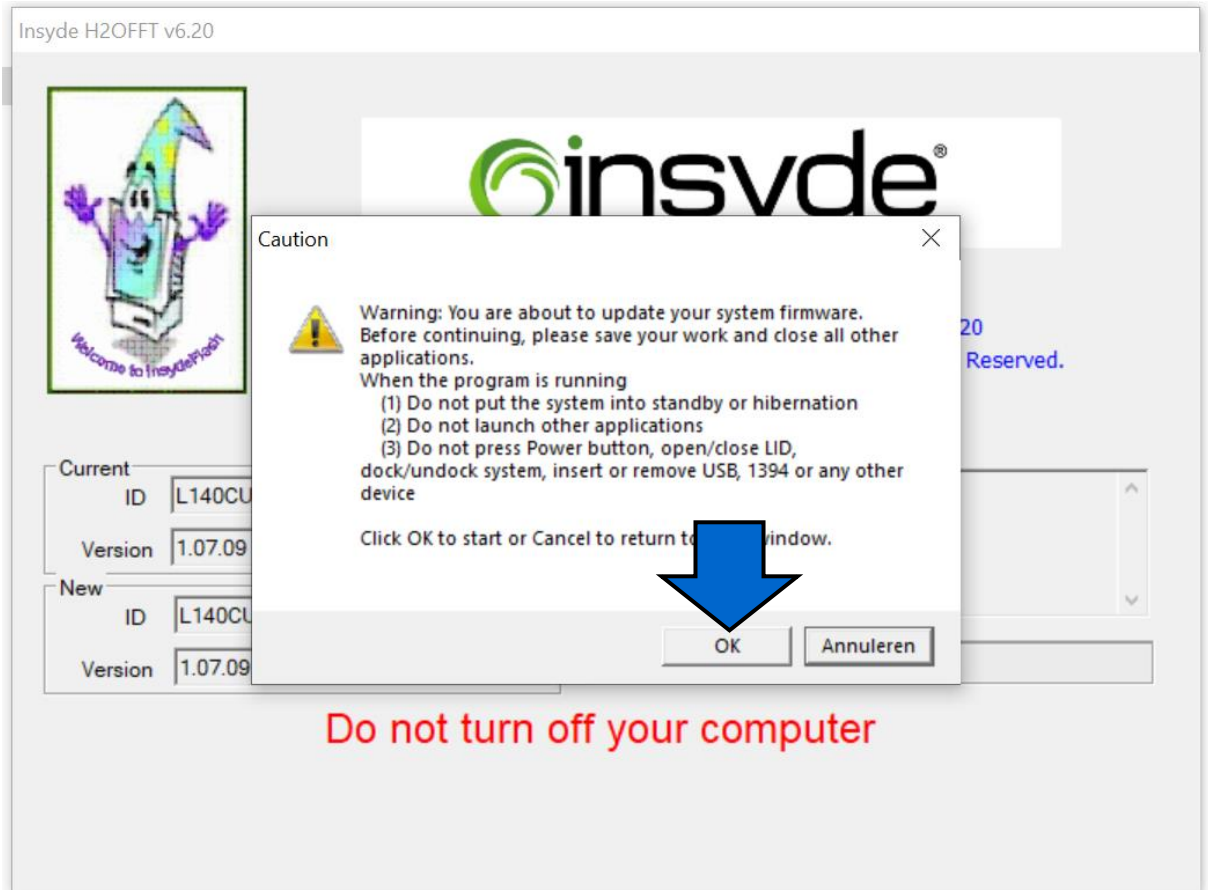 Insyde H2OFFT v6.20
insyde®
Caution
Warning: You are about to update your system firmware.
Before continuing, please save your work and close all other
applications.
When the program is running
(1) Do not put the system into standby or hibernation
(2) Do not launch other applications
(3) Do not press Power button, open/close LID,
dock/undock system, insert or remove USB, 1394 or any other
device
Click OK to start or Cancel to return to window.
OK
Annuleren
20
Reserved.
Welcome to InsydeFlash
Current
ID L140CU
Version 1.07.09
New
ID L140CU
Version 1.07.09
Do not turn off your computer